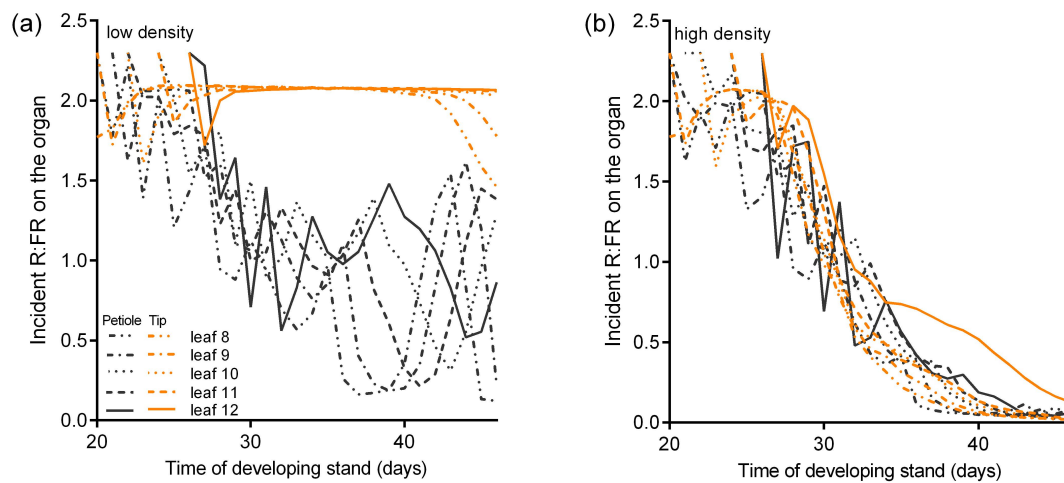 (a)
low density
2.5
2.0
1.5
1.0
0.5
0.0
Incident R:FR on the organ
Petiole Tip
leaf 8
leaf 9
leaf 10
leaf 11
leaf 12
20 30 40
Time of developing stand (days)
(b)
high density
2.5
2.0
1.5
1.0
0.5
0.0
Incident R:FR on the organ
20 30 40
Time of developing stand (days)